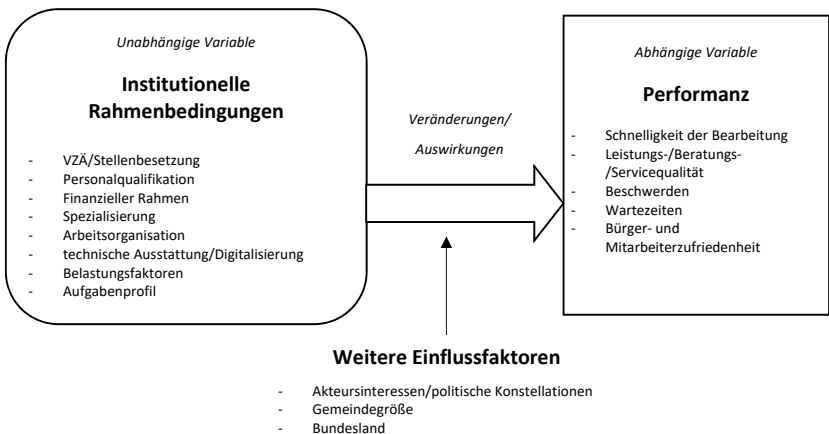 Unabhängige Variable
Institutionelle
Rahmenbedingungen
- VZÄ/Stellenbesetzung
- Personalqualifikation
- Finanzieller Rahmen
- Spezialisierung
- Arbeitsorganisation
- technische Ausstattung/Digitalisierung
- Belastungsfaktoren
- Aufgabenprofil
Veränderungen/
Auswirkungen
Abhängige Variable
Performanz
- Schnelligkeit der Bearbeitung
- Leistungs-/Beratungs-
/Servicequalität
- Beschwerden
- Wartezeiten
- Bürger- und
Mitarbeiterzufriedenheit
Weitere Einflussfaktoren
- Akteursinteressen/politische Konstellationen
- Gemeindegröße
- Bundesland